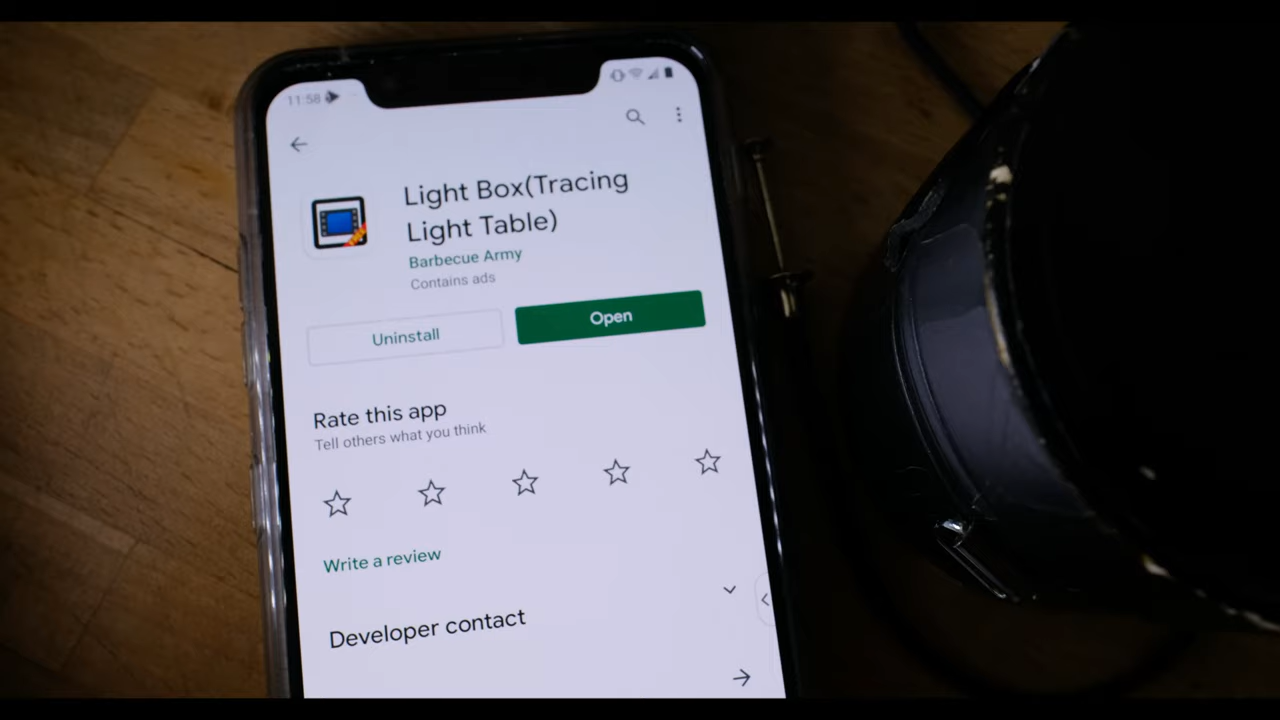 11:58
Light Box(Tracing
Light Table)
Barbecue Army
Contains ads
Uninstall
Open
Rate this app
Tell others what you think
Write a review
Developer contact